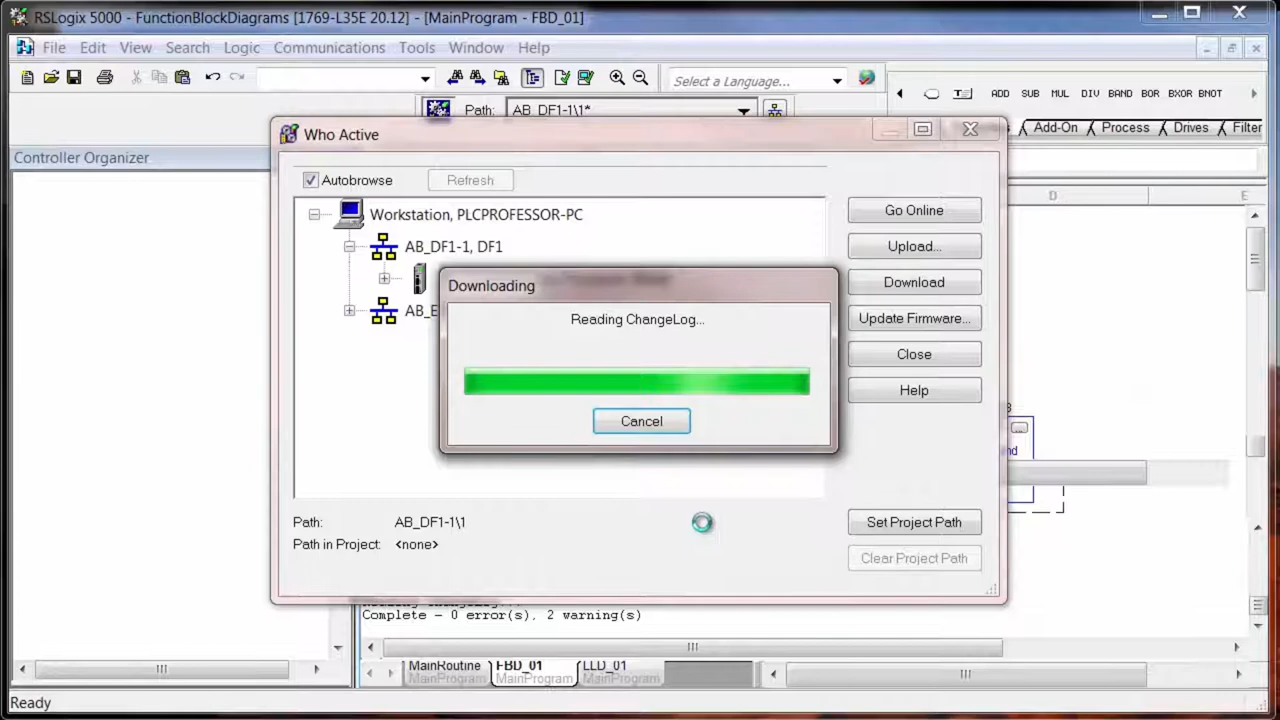 RSLogix 5000 - FunctionBlockDiagrams [1769-L35E 20.12] - [MainProgram - FBD_01]
File Edit View Search Logic Communications Tools Window Help
Select a Language...
Path: AB_DF1-1\1*
ADD SUB MUL DIV BAND BOR BXOR BNOT
Add-On Process Drives Filter
Controller Organizer
Who Active
Autobrowse
Refresh
Workstation, PLCPROFESSOR-PC
AB_DF1-1, DF1
AB_E
Go Online
Upload...
Download
Update Firmware...
Close
Help
D
E
Downloading
Reading ChangeLog...
Cancel
nd
Path: AB_DF1-1\1
Path in Project: <none>
Set Project Path
Clear Project Path
Complete - 0 error(s), 2 warning(s)
MainRoutine FBD_01 LLD_01
MainProgram MainProgram MainProgram
Ready